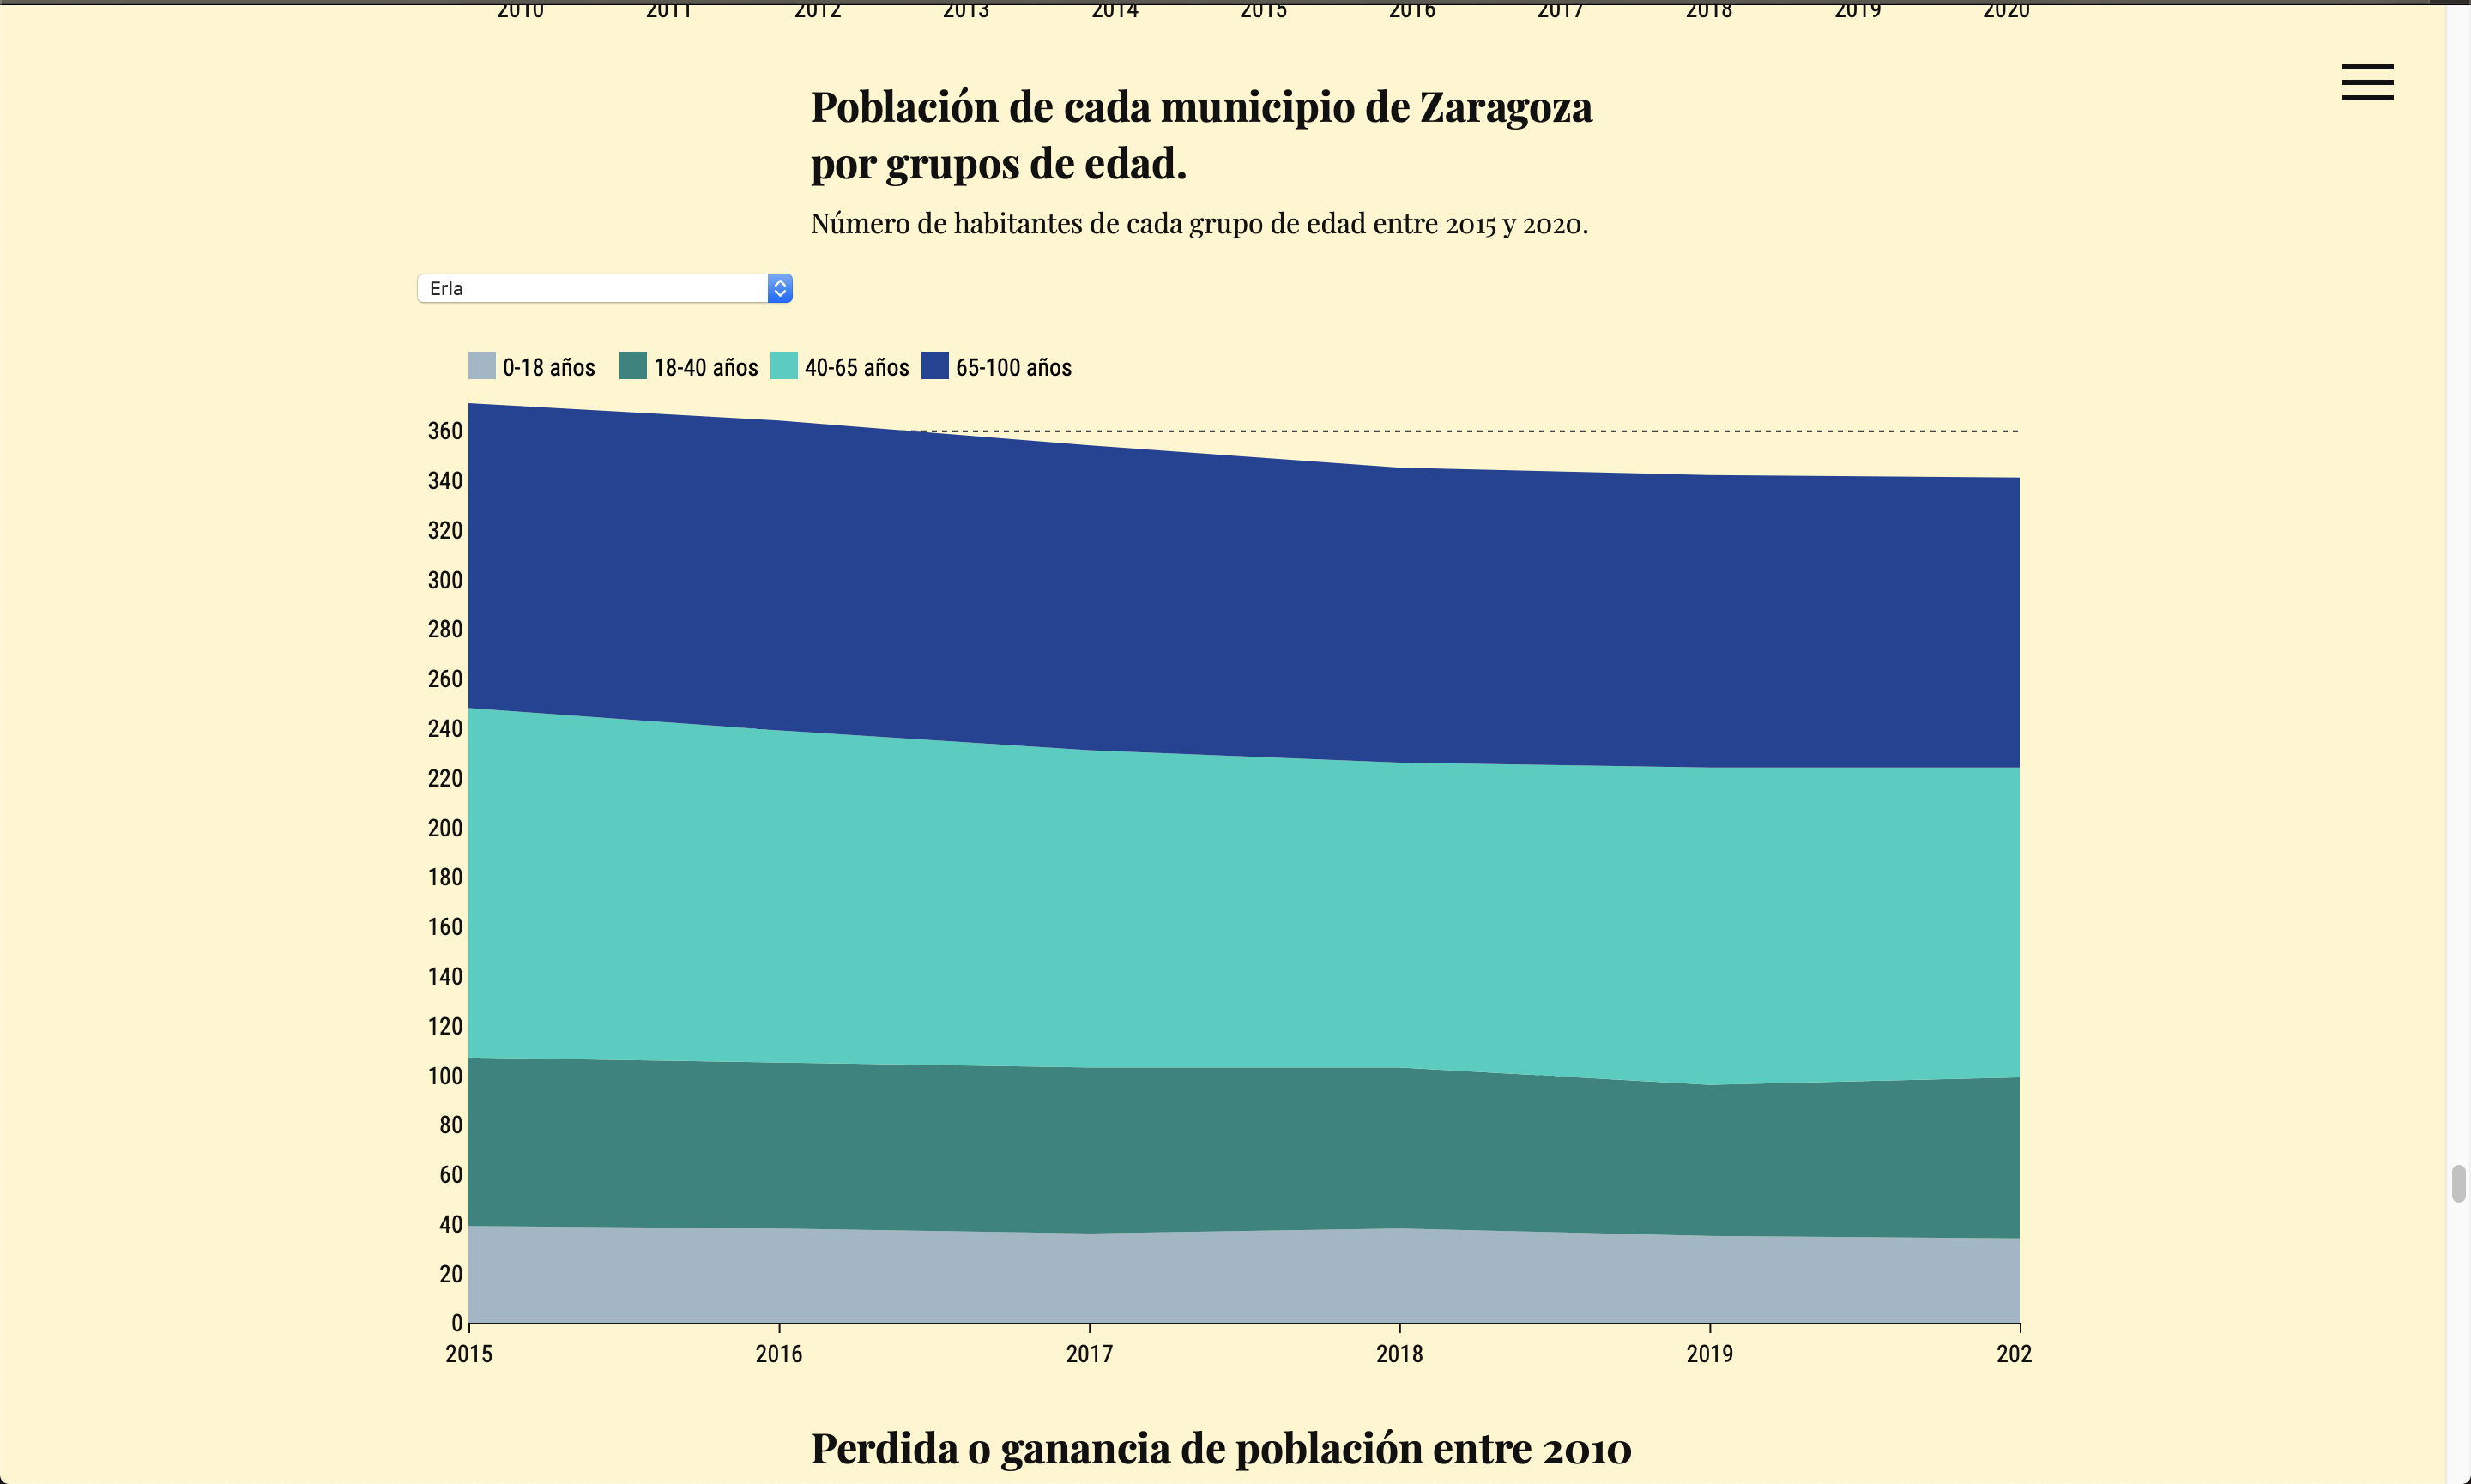 2010 2011 2012 2013 2014 2015 2016 2017 2018 2019 2020
Población de cada municipio de Zaragoza
por grupos de edad.
Número de habitantes de cada grupo de edad entre 2015 y 2020.
Erla
0-18 años 18-40 años 40-65 años 65-100 años
360
340
320
300
280
260
240
220
200
180
160
140
120
100
80
60
40
20
0
2015 2016 2017 2018 2019 202
Perdida o ganancia de población entre 2010